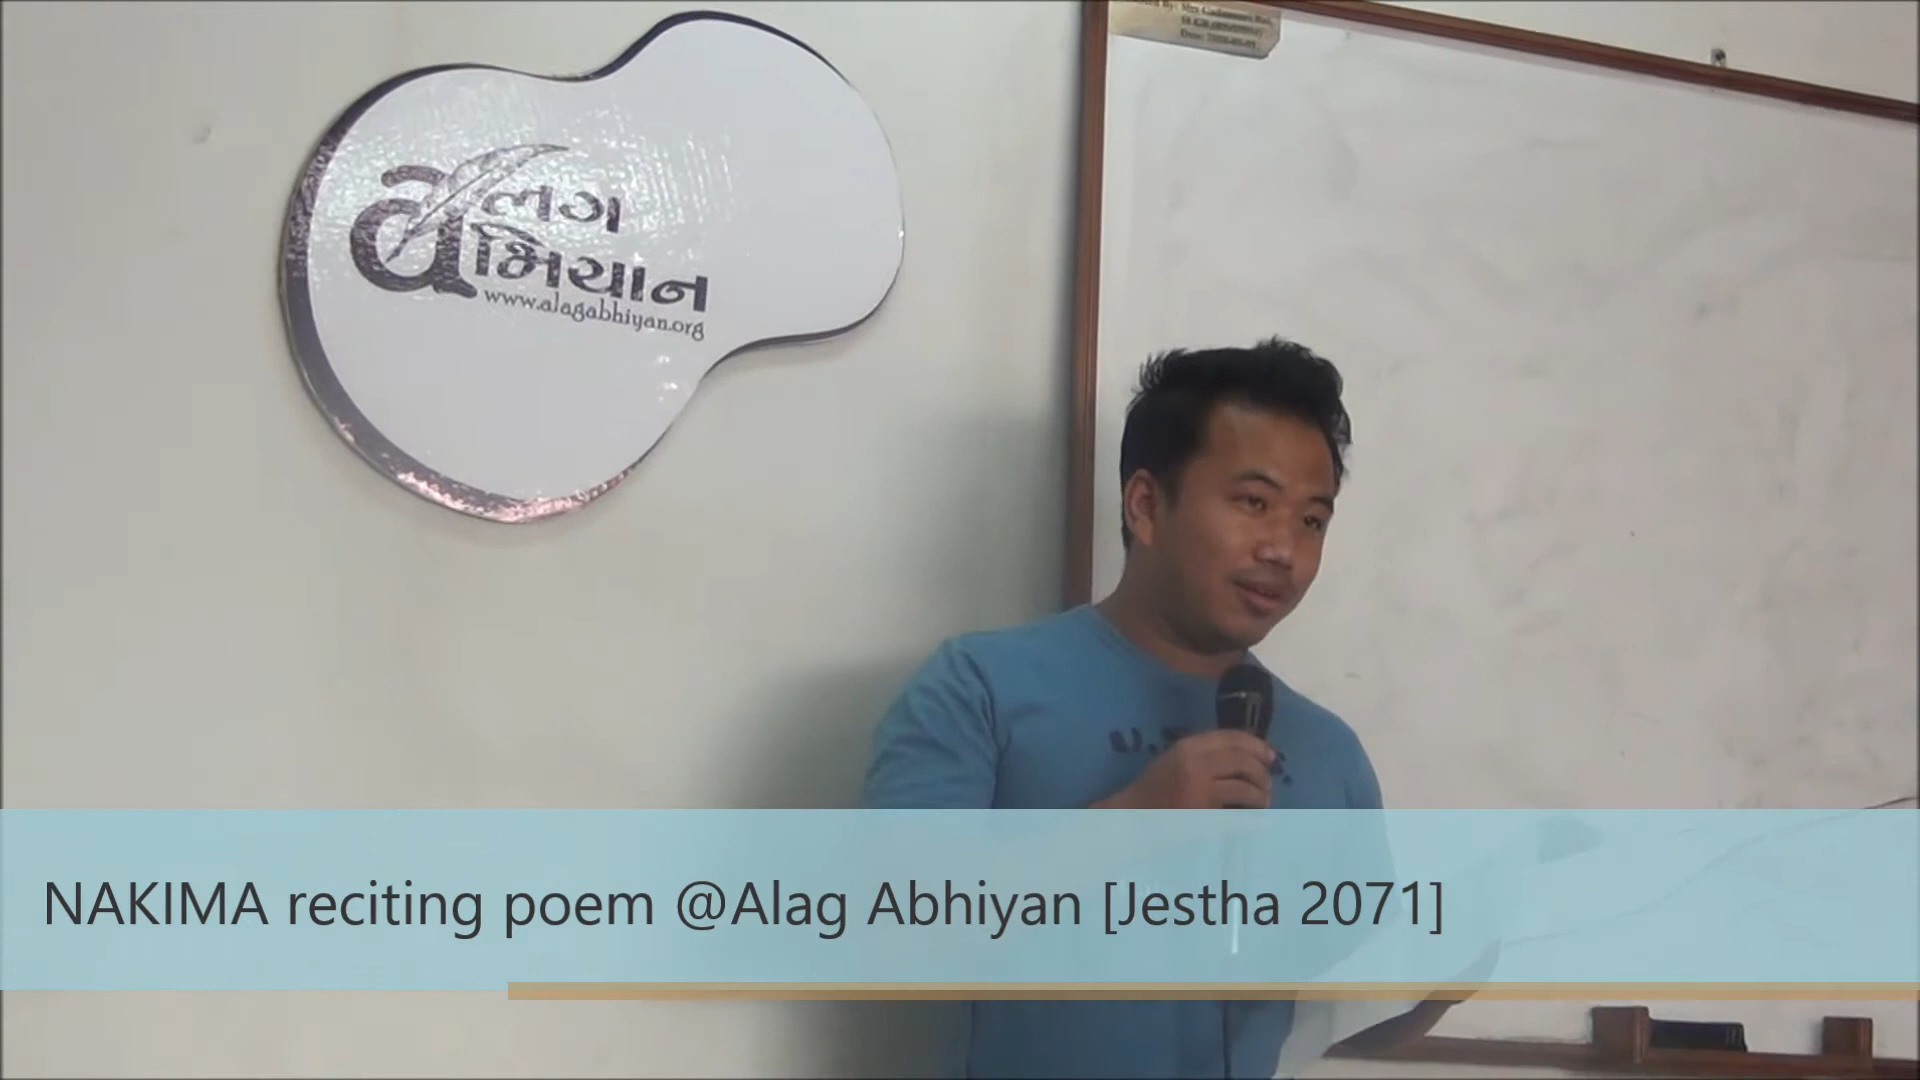 અલગ
અભિયાન
www.alagabhiyan.org
NAKIMA reciting poem @Alag Abhiyan [Jestha 2071]